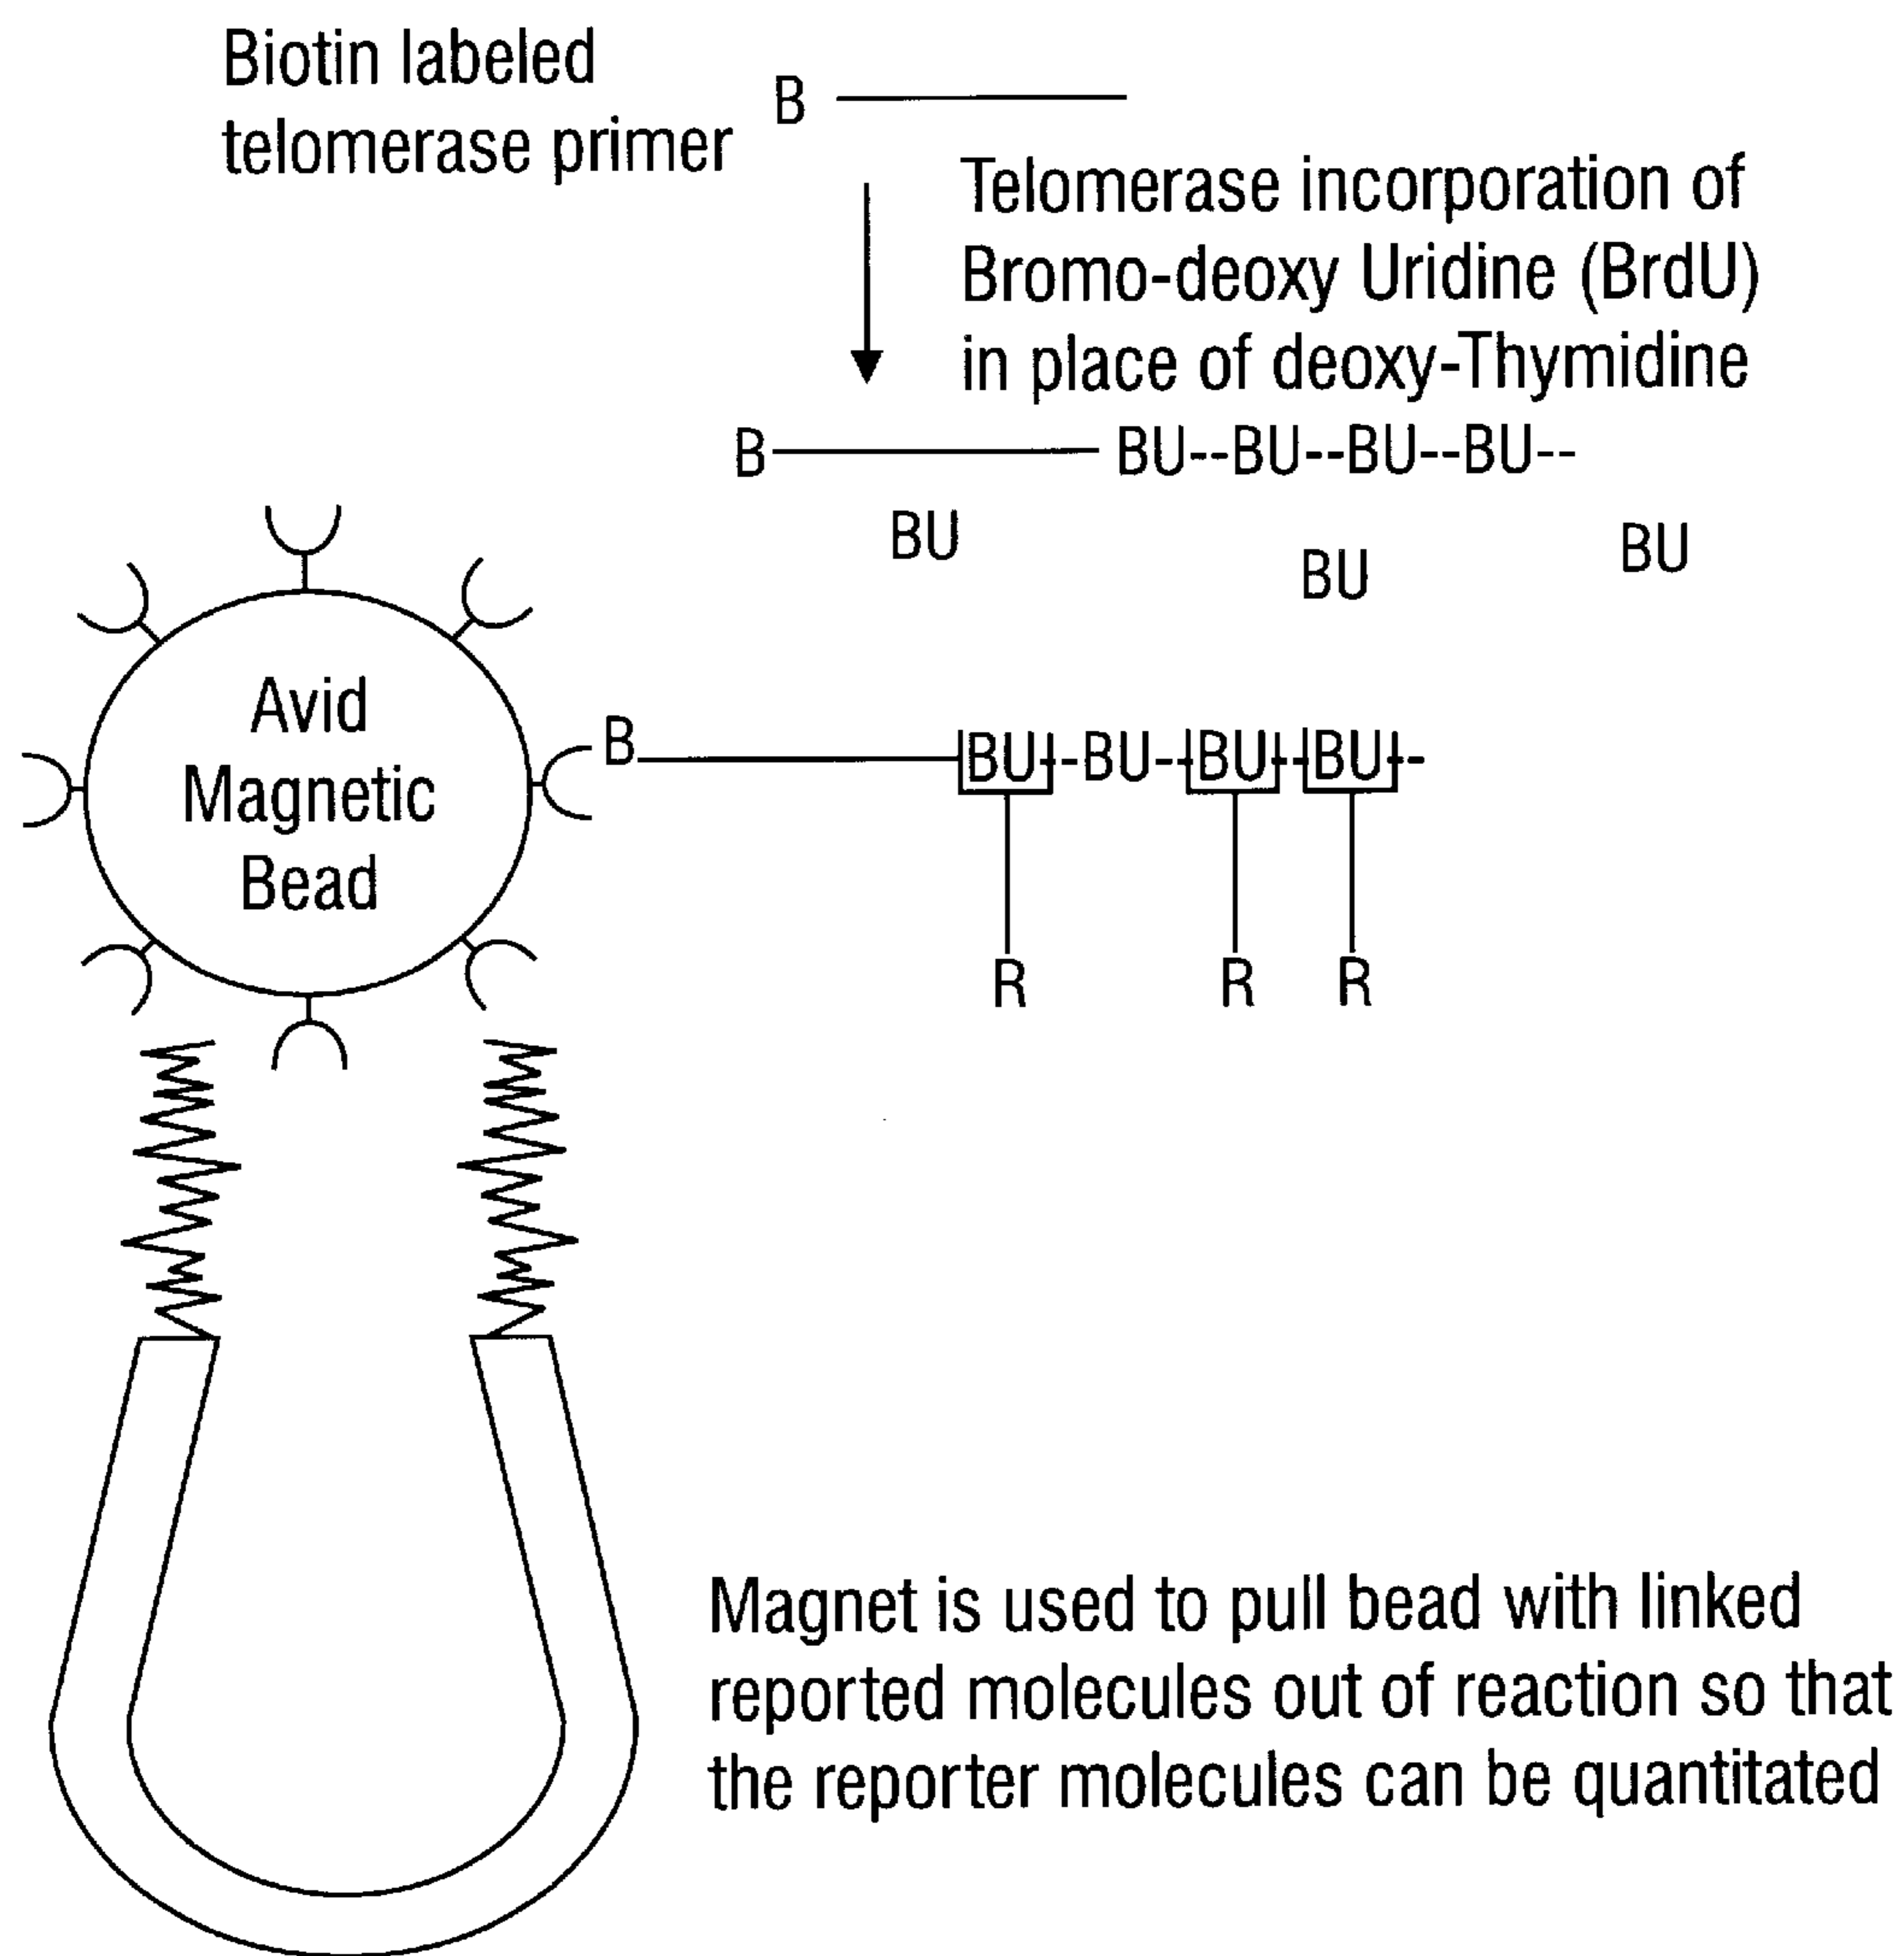 Biotin labeled
telomerase primer
B
Telomerase incorporation of
Bromo-deoxy Uridine (BrdU)
in place of deoxy-Thymidine
B BU--BU--BU--BU--
BU BU BU
Avid
Magnetic
Bead
B BU--BU--BU--BU--
R R R
Magnet is used to pull bead with linked
reported molecules out of reaction so that
the reporter molecules can be quantitated